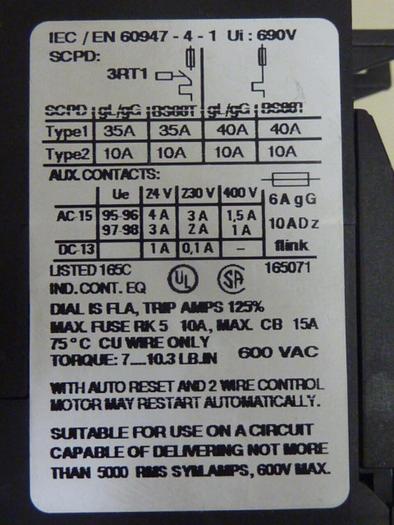 IEC / EN 60947 - 4 - 1 Ui : 690V
SCPD:
3RT1
SCPD gL/gG BS88T gL/gG BS88T
Type1 35A 35A 40A 40A
Type2 10A 10A 10A 10A
AUX. CONTACTS:
Ue 24 V 230 V 400 V 6A gG
AC-15 95-96 4 A 3 A 1,5 A
97-98 3 A 2 A 1 A 10A Dz
DC-13 1 A 0,1 A – flink
LISTED 165C 165071
IND. CONT. EQ UL SA
DIAL IS FLA, TRIP AMPS 125%
MAX. FUSE RK 5 10A, MAX. CB 15A
75°C CU WIRE ONLY
TORQUE: 7__10.3 LB.IN 600 VAC
WITH AUTO RESET AND 2 WIRE CONTROL
MOTOR MAY RESTART AUTOMATICALLY.
SUITABLE FOR USE ON A CIRCUIT
CAPABLE OF DELIVERING NOT MORE
THAN 5000 RMS SYM.AMPS, 600V MAX.